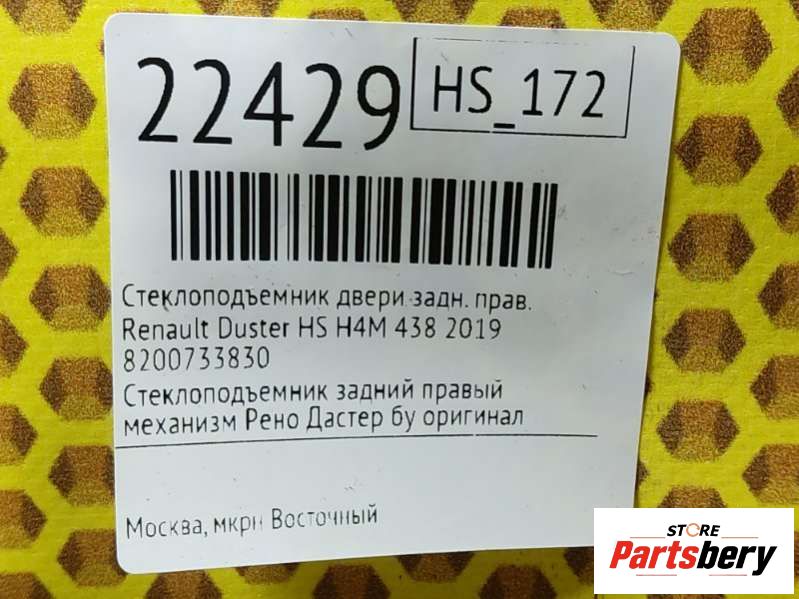 22429
HS_172
Стеклоподъемник двери задн. прав.
Renault Duster HS H4M 438 2019
8200733830
Стеклоподъемник задний правый
механизм Рено Дастер бу оригинал
Москва, мкрн Восточный
STORE
Partsbery